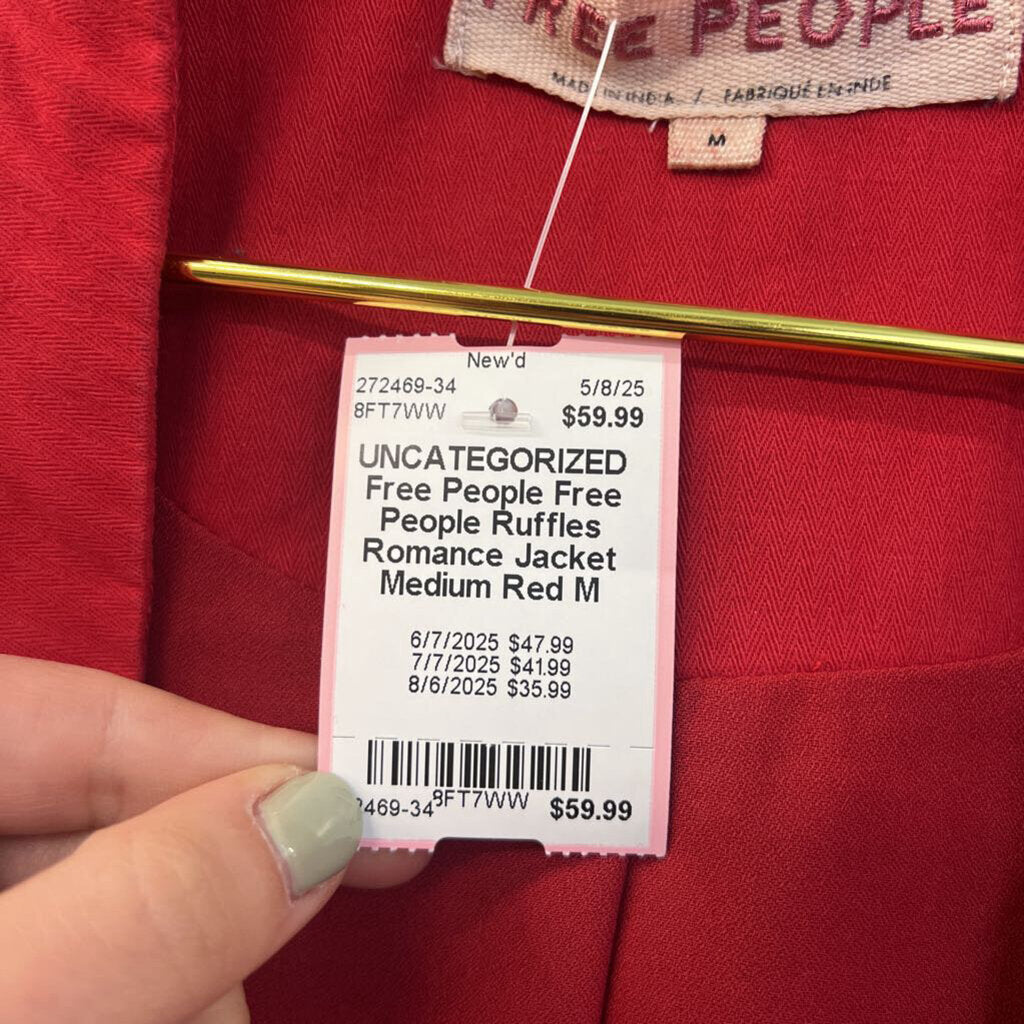 FREE PEOPLE
MADE IN INDIA / FABRIQUÉ EN INDE
M
New'd
272469-34 5/8/25
8FT7WW $59.99
UNCATEGORIZED
Free People Free
People Ruffles
Romance Jacket
Medium Red M
6/7/2025 $47.99
7/7/2025 $41.99
8/6/2025 $35.99
2469-34 8FT7WW $59.99